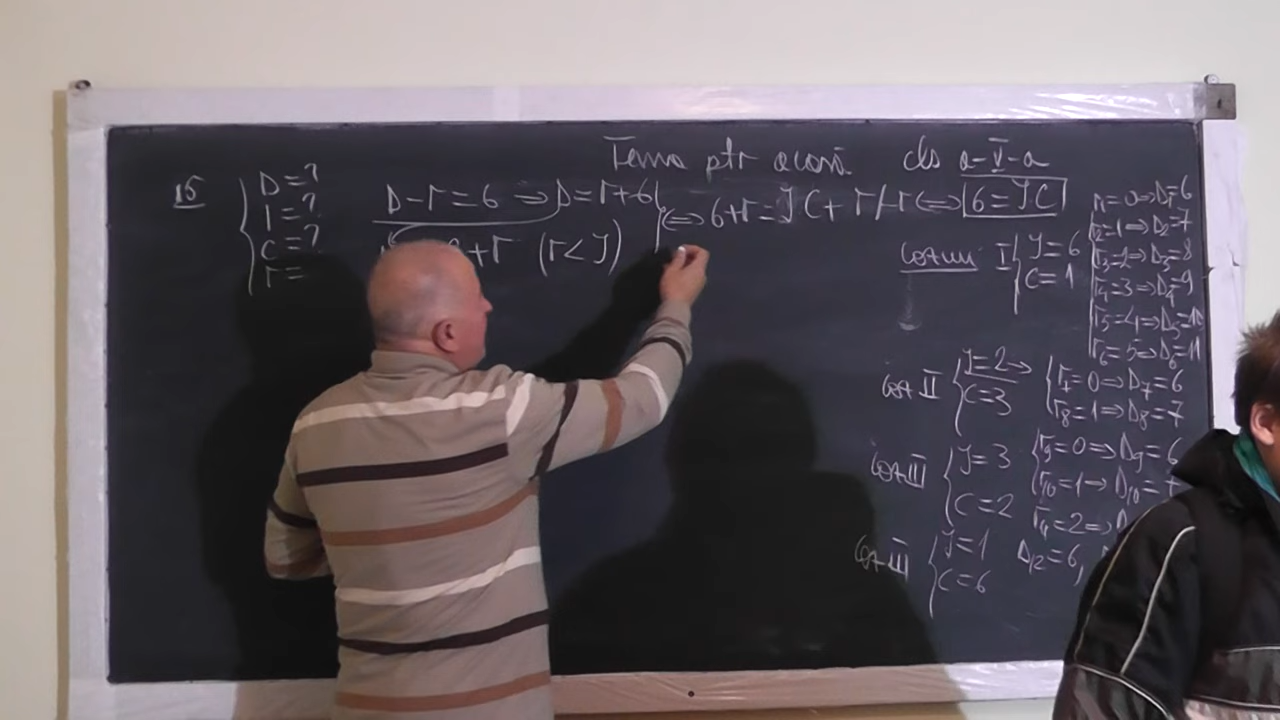 Tema ptr acasă cls a-V-a
15
D=?
Î=?
C=?
r=
D-r=6 ⇒ D=r+6
+r (r<Î)
⇔ 6+r=ÎC+r/-r ⇔ 6=ÎC
Cazul I
Î=6
C=1
r1=0⇒D1=6
r2=1⇒D2=7
r3=2⇒D3=8
r4=3⇒D4=9
r5=4⇒D5=10
r6=5⇒D6=11
Caz II
Î=2⇒
C=3
r7=0⇒D7=6
r8=1⇒D8=7
Caz III
Î=3
C=2
r9=0⇒D9=6
r10=1⇒D10=7
r11=2⇒D
Î=1
C=6
D12=6,